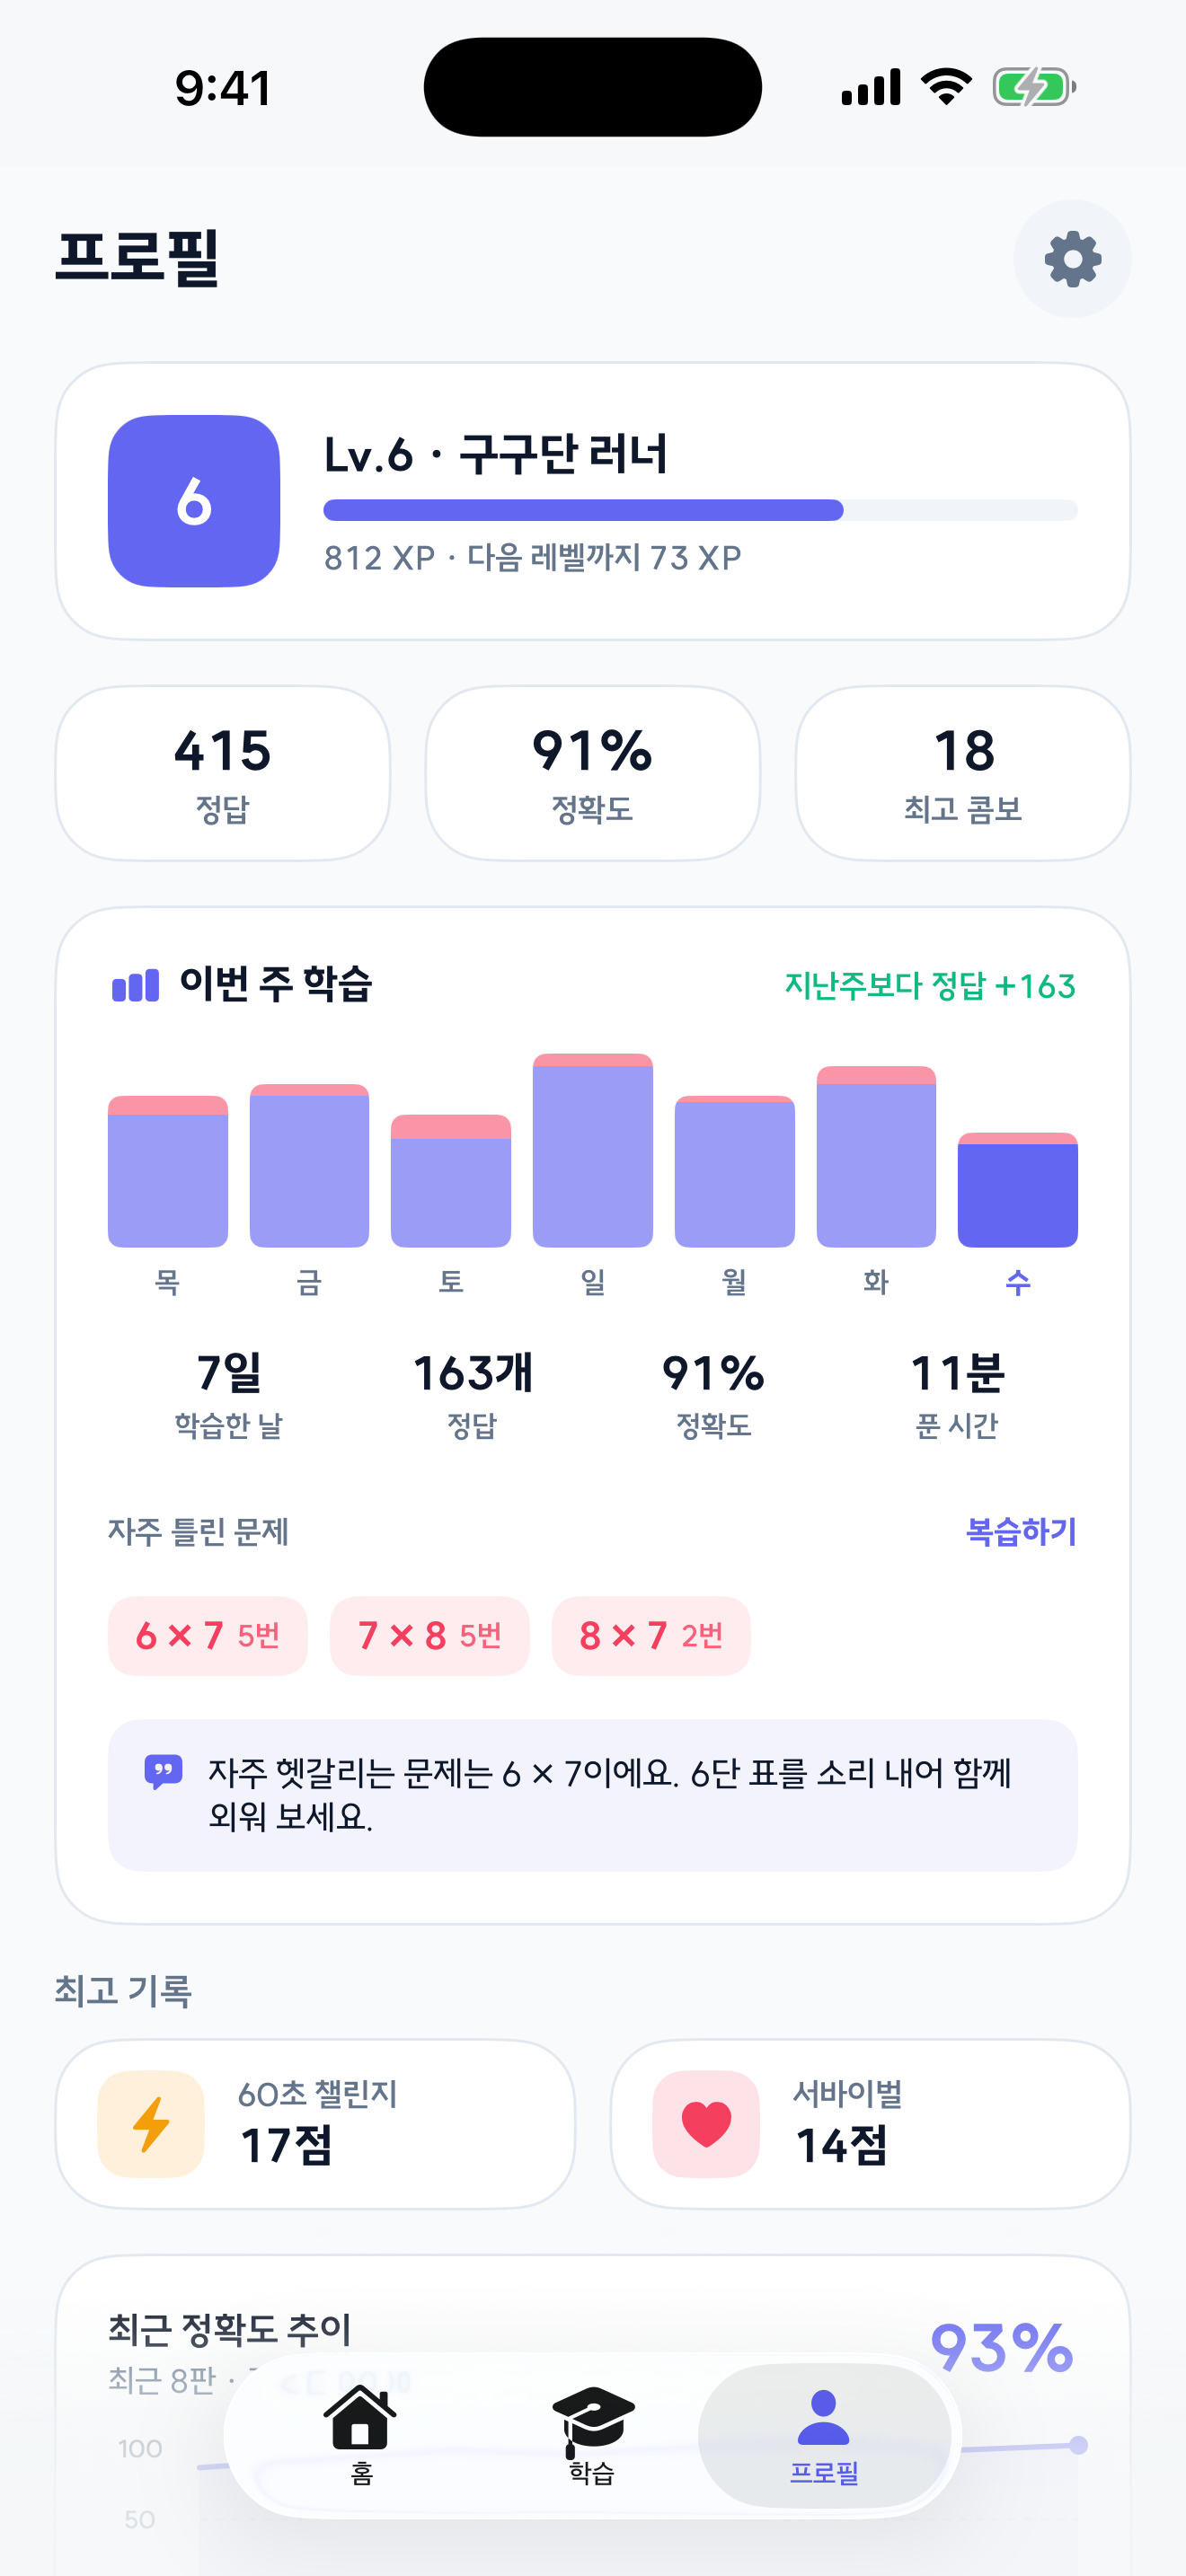 9:41
프로필
6
Lv.6 · 구구단 러너
812 XP · 다음 레벨까지 73 XP
415
정답
91%
정확도
18
최고 콤보
이번 주 학습
지난주보다 정답 +163
목
금
토
일
월
화
수
7일
학습한 날
163개
정답
91%
정확도
11분
푼 시간
자주 틀린 문제
복습하기
6 × 7 5번
7 × 8 5번
8 × 7 2번
자주 헷갈리는 문제는 6 × 7이에요. 6단 표를 소리 내어 함께
외워 보세요.
최고 기록
60초 챌린지
17점
서바이벌
14점
최근 정확도 추이
93%
최근 8판 ·
100
50
홈
학습
프로필